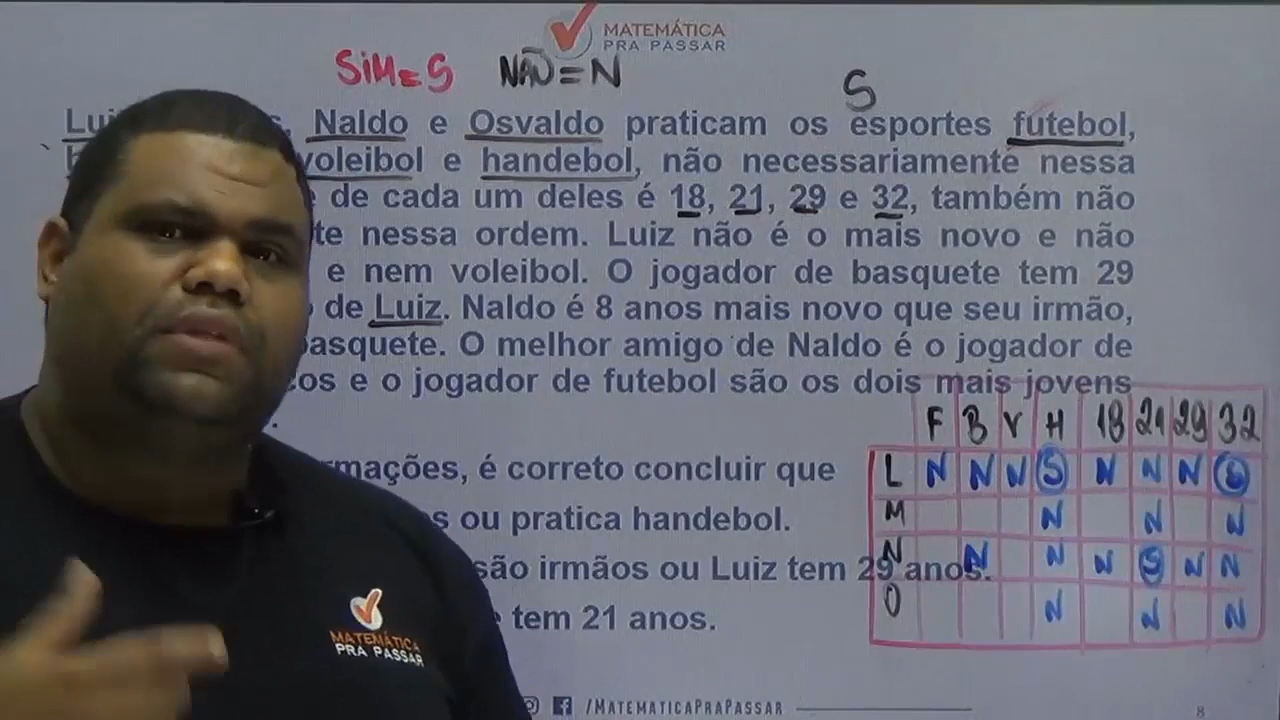 MATEMÁTICA
PRA PASSAR
SiM=S NÃO=N
S
Naldo e Osvaldo praticam os esportes futebol,
voleibol e handebol, não necessariamente nessa
de cada um deles é 18, 21, 29 e 32, também não
te nessa ordem. Luiz não é o mais novo e não
e nem voleibol. O jogador de basquete tem 29
de Luiz. Naldo é 8 anos mais novo que seu irmão,
basquete. O melhor amigo de Naldo é o jogador de
e o jogador de futebol são os dois mais jovens
F B V H 18 21 29 32
L N N N S N N N S
M N N N
N N N N S N N
O N N N
rmações, é correto concluir que
s ou pratica handebol.
são irmãos ou Luiz tem 29 anos.
tem 21 anos.
MATEMÁTICA
PRA PASSAR
/MATEMATICAPRAPASSAR
8